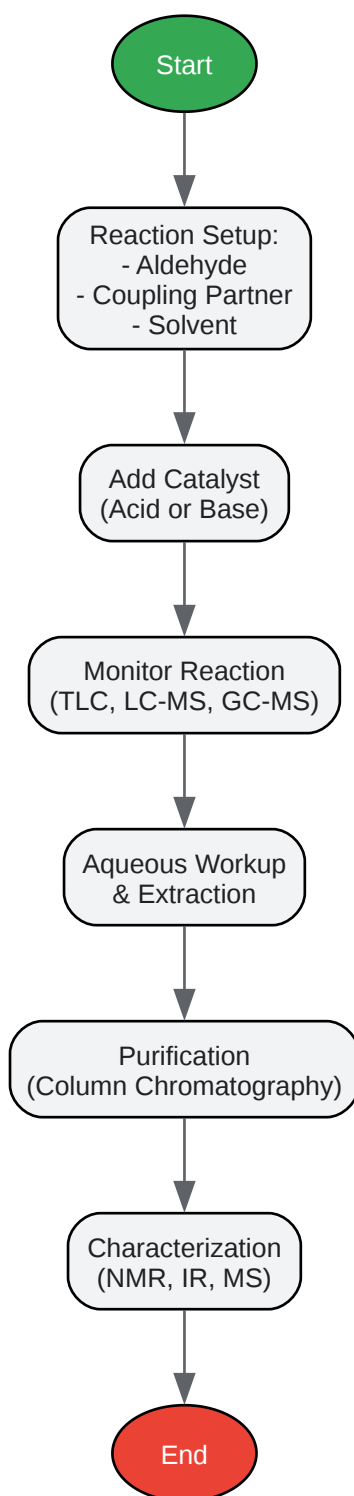 Start
Reaction Setup:
- Aldehyde
- Coupling Partner
- Solvent
Add Catalyst
(Acid or Base)
Monitor Reaction
(TLC, LC-MS, GC-MS)
Aqueous Workup
& Extraction
Purification
(Column Chromatography)
Characterization
(NMR, IR, MS)
End